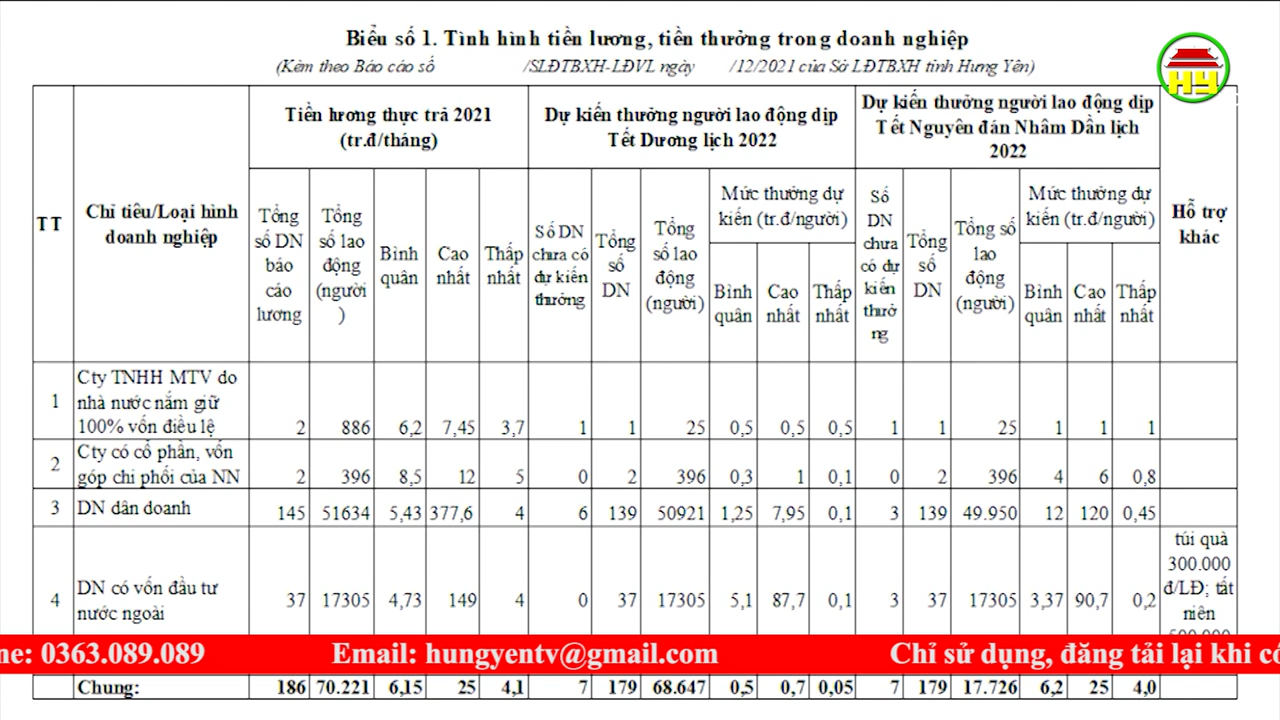 Biểu số 1. Tình hình tiền lương, tiền thưởng trong doanh nghiệp
(Kèm theo Báo cáo số /SLĐTBXH-LĐVL ngày /12/2021 của Sở LĐTBXH tỉnh Hưng Yên)
HY
TT
Chỉ tiêu/Loại hình
doanh nghiệp
Tiền lương thực trả 2021
(tr.đ/tháng)
Dự kiến thưởng người lao động dịp
Tết Dương lịch 2022
Dự kiến thưởng người lao động dịp
Tết Nguyên đán Nhâm Dần lịch
2022
Hỗ trợ
khác
Tổng
số DN
báo
cáo
lương
Tổng
số lao
động
(người
)
Bình
quân
Cao
nhất
Thấp
nhất
Số DN
chưa có
dự kiến
thưởng
Tổng
số
DN
Tổng
số lao
động
(người)
Mức thưởng dự
kiến (tr.đ/người)
Bình
quân
Cao
nhất
Thấp
nhất
Số
DN
chưa
có dự
kiến
thưở
ng
Tổng
số
DN
Tổng số
lao
động
(người)
Mức thưởng dự
kiến (tr.đ/người)
Bình
quân
Cao
nhất
Thấp
nhất
Cty TNHH MTV do
nhà nước nắm giữ
1 100% vốn điều lệ 2 886 6,2 7,45 3,7 1 1 25 0,5 0,5 0,5 1 1 25 1 1 1
Cty có cổ phần, vốn
2 góp chi phối của NN 2 396 8,5 12 5 0 2 396 0,3 1 0,1 0 2 396 4 6 0,8
3 DN dân doanh 145 51634 5,43 377,6 4 6 139 50921 1,25 7,95 0,1 3 139 49.950 12 120 0,45
DN có vốn đầu tư
4 nước ngoài 37 17305 4,73 149 4 0 37 17305 5,1 87,7 0,1 3 37 17305 3,37 90,7 0,2
túi quà
300.000
đ/LĐ; tất
niên
ne: 0363.089.089 Email: hungyentv@gmail.com Chỉ sử dụng, đăng tải lại khi có
Chung: 186 70.221 6,15 25 4,1 7 179 68.647 0,5 0,7 0,05 7 179 17.726 6,2 25 4,0